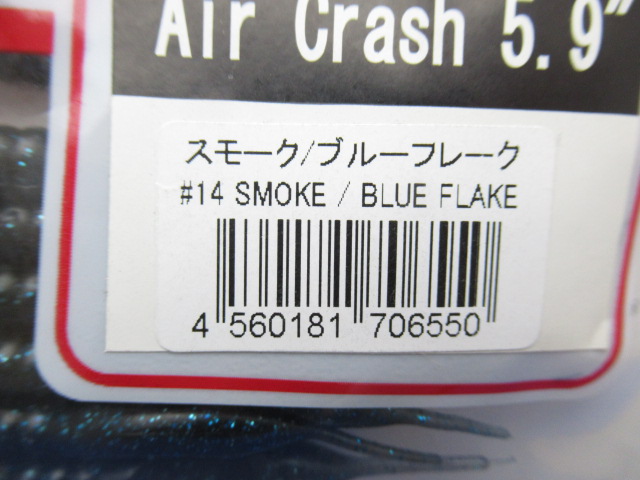 Air Crash 5.9"
スモーク/ブルーフレーク
#14 SMOKE / BLUE FLAKE
4 560181 706550